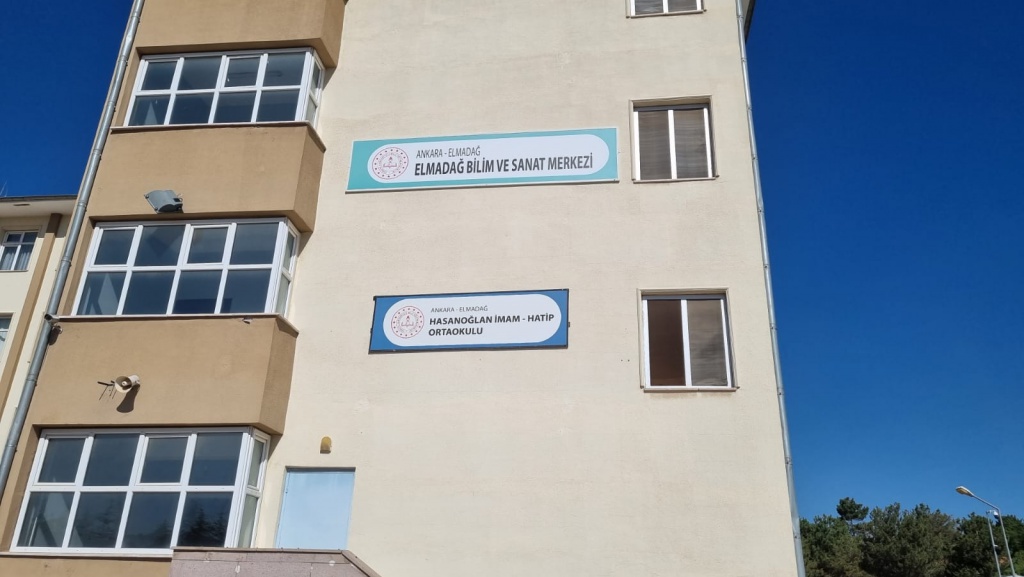 ANKARA - ELMADAĞ
ELMADAĞ BİLİM VE SANAT MERKEZİ
ANKARA - ELMADAĞ
HASANOĞLAN İMAM - HATİP
ORTAOKULU